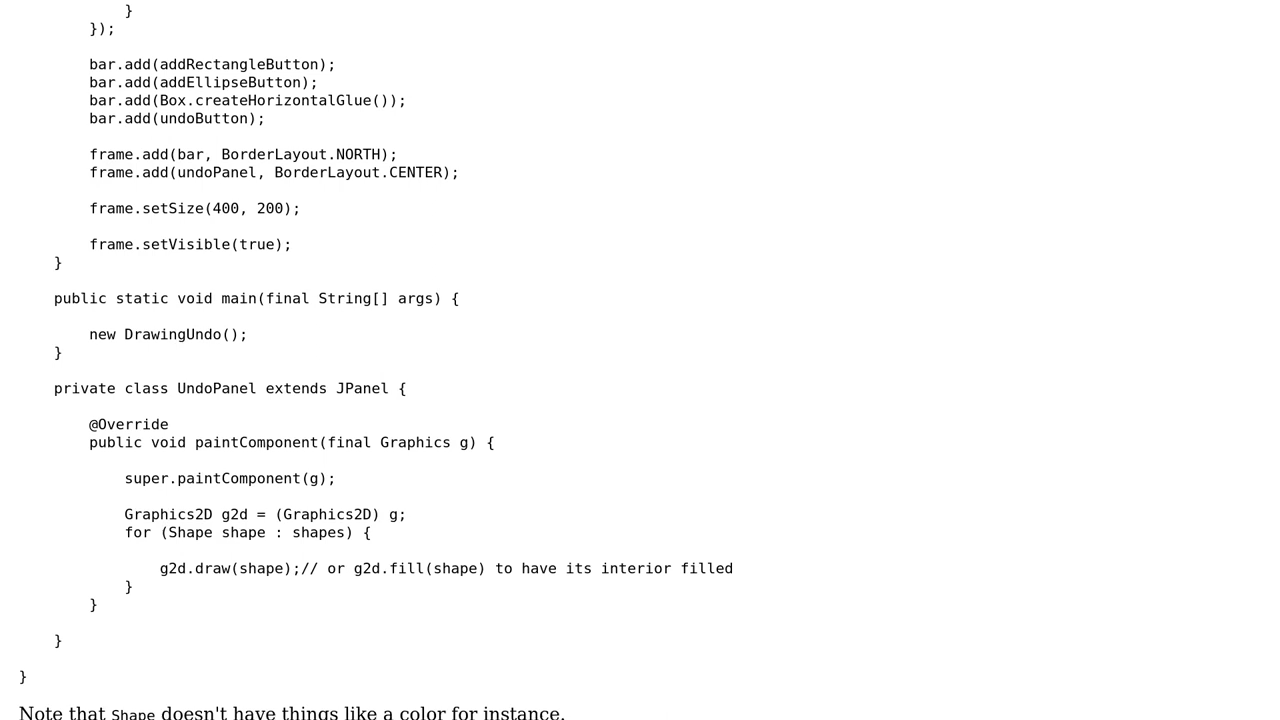 }
        });

        bar.add(addRectangleButton);
        bar.add(addEllipseButton);
        bar.add(Box.createHorizontalGlue());
        bar.add(undoButton);

        frame.add(bar, BorderLayout.NORTH);
        frame.add(undoPanel, BorderLayout.CENTER);

        frame.setSize(400, 200);

        frame.setVisible(true);
    }

    public static void main(final String[] args) {

        new DrawingUndo();
    }

    private class UndoPanel extends JPanel {

        @Override
        public void paintComponent(final Graphics g) {

            super.paintComponent(g);

            Graphics2D g2d = (Graphics2D) g;
            for (Shape shape : shapes) {

                g2d.draw(shape);// or g2d.fill(shape) to have its interior filled
            }
        }

    }

}
Note that Shape doesn't have things like a color for instance.